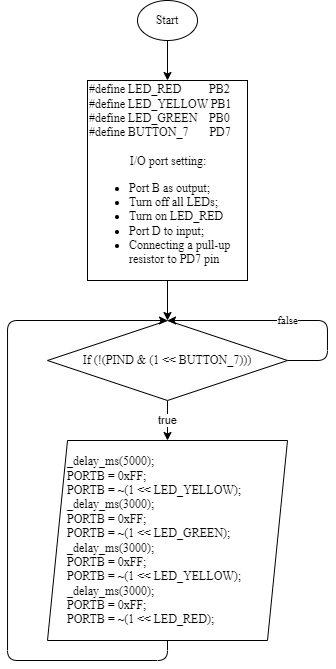 Start
#define LED_RED PB2
#define LED_YELLOW PB1
#define LED_GREEN PB0
#define BUTTON_7 PD7
I/O port setting:
• Port B as output;
• Turn off all LEDs;
• Turn on LED_RED
• Port D to input;
• Connecting a pull-up
resistor to PD7 pin
false
If (!(PIND & (1 << BUTTON_7)))
true
_delay_ms(5000);
PORTB = 0xFF;
PORTB = ~(1 << LED_YELLOW);
_delay_ms(3000);
PORTB = 0xFF;
PORTB = ~(1 << LED_GREEN);
_delay_ms(3000);
PORTB = 0xFF;
PORTB = ~(1 << LED_YELLOW);
_delay_ms(3000);
PORTB = 0xFF;
PORTB = ~(1 << LED_RED);